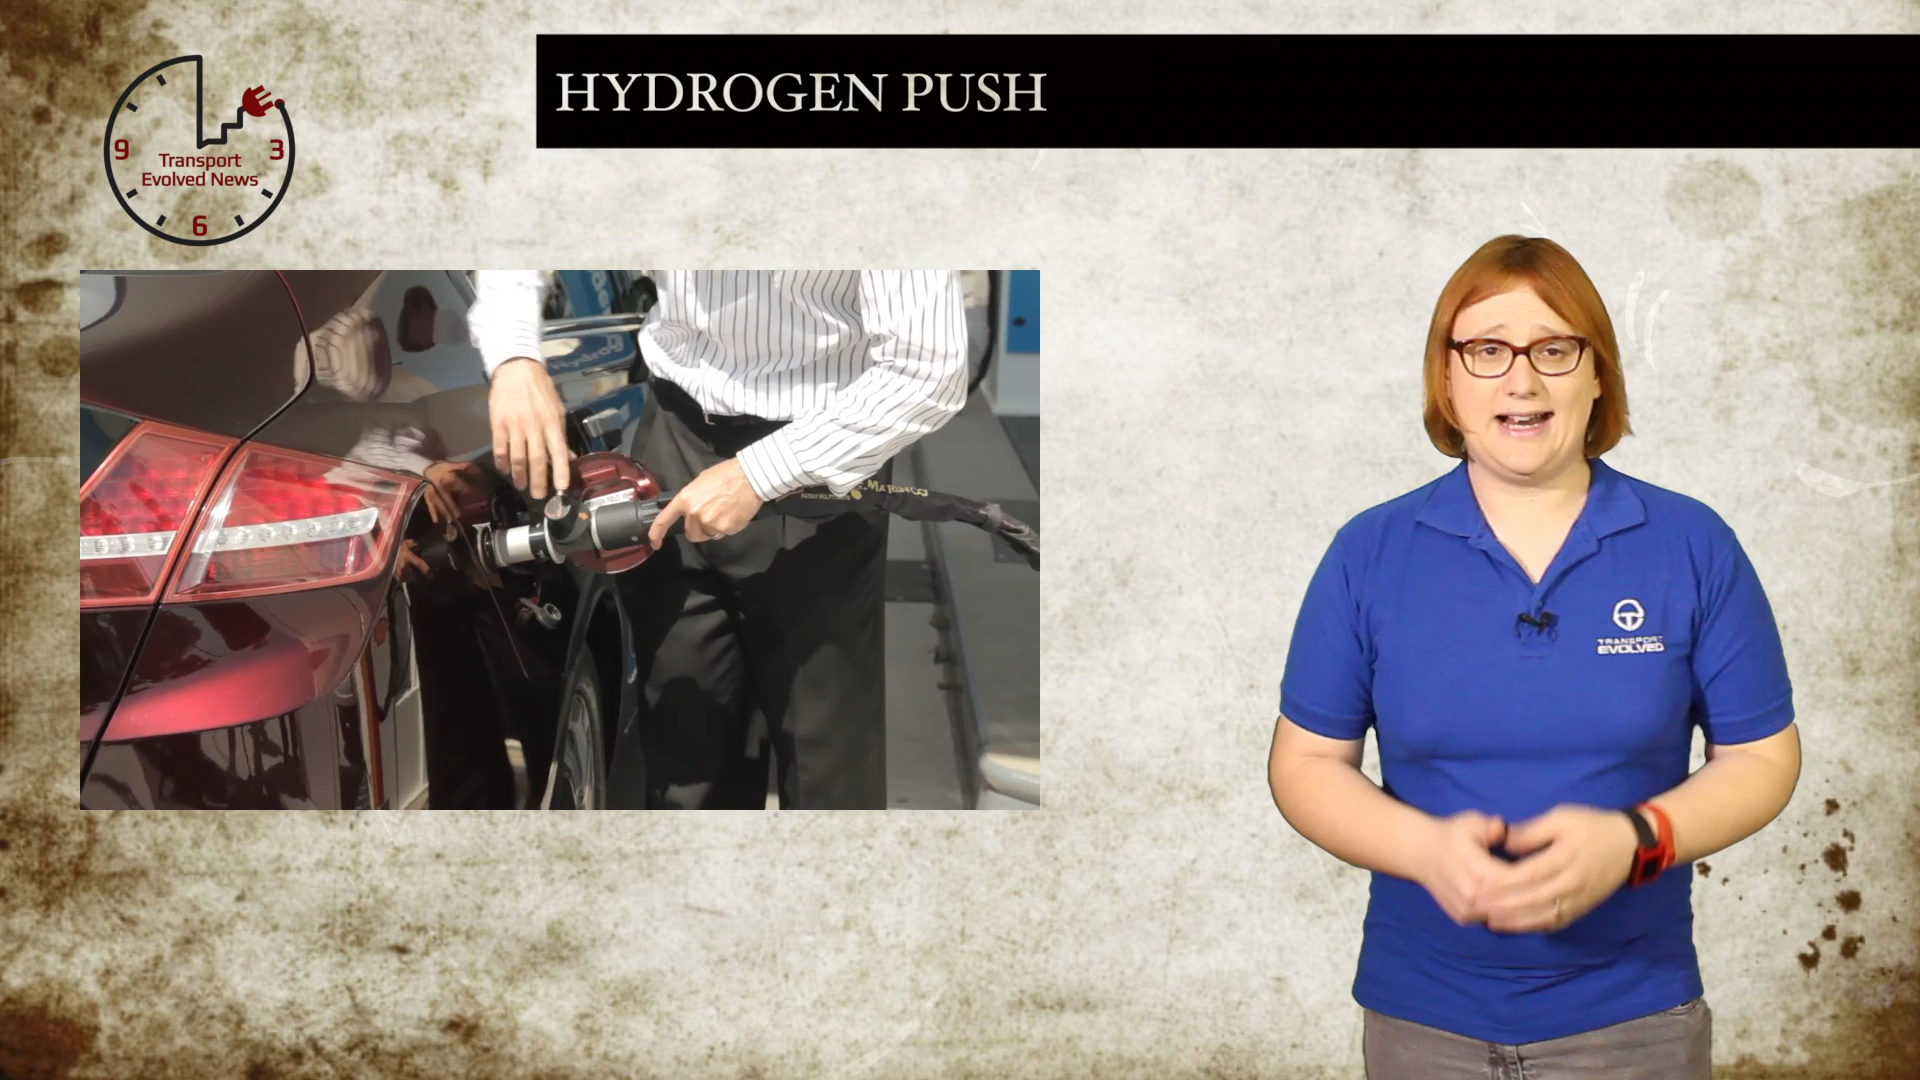 HYDROGEN PUSH
9
3
Transport
Evolved News
6
TRANSPORT
EVOLVED